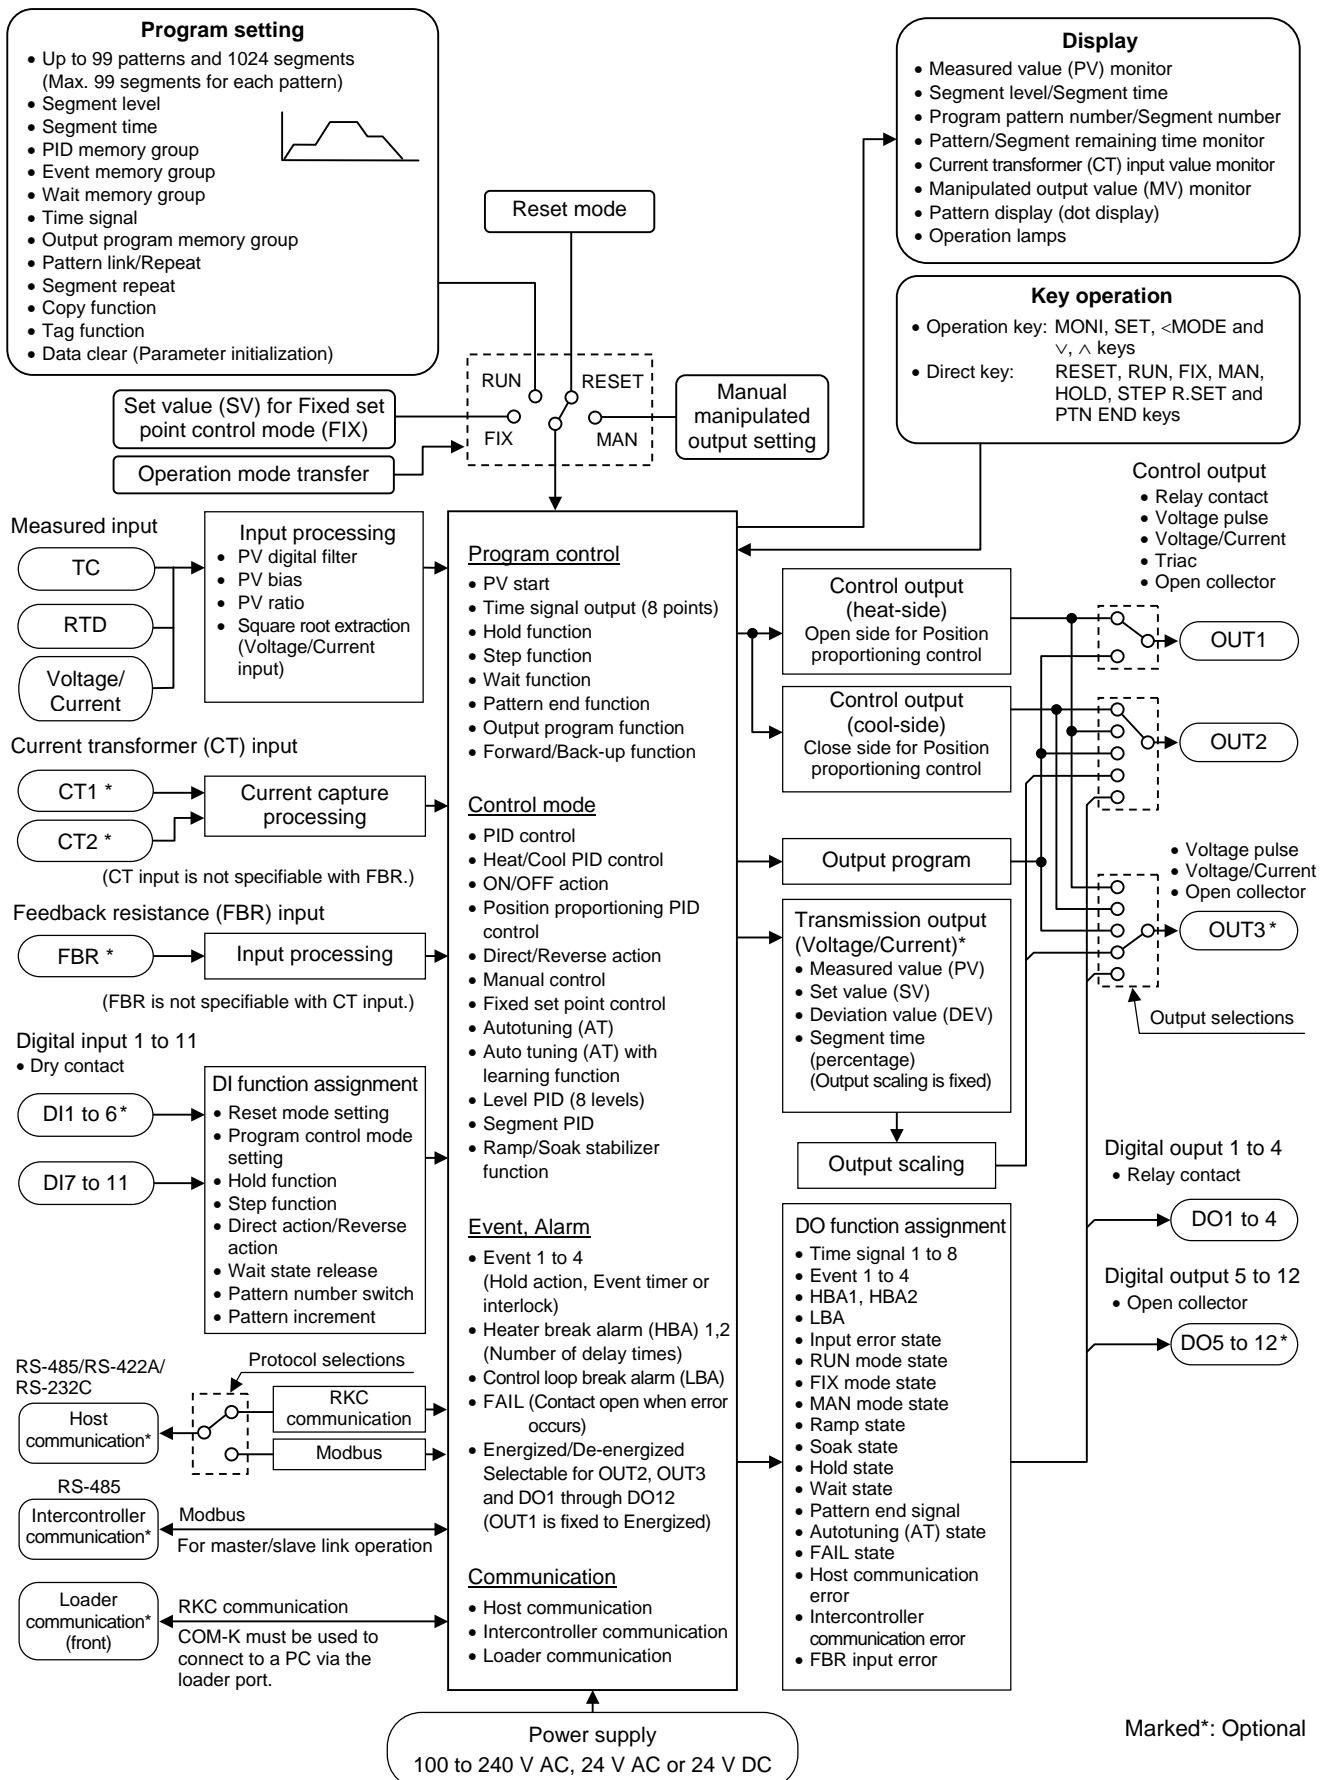 Program setting
• Up to 99 patterns and 1024 segments
(Max. 99 segments for each pattern)
• Segment level
• Segment time
• PID memory group
• Event memory group
• Wait memory group
• Time signal
• Output program memory group
• Pattern link/Repeat
• Segment repeat
• Copy function
• Tag function
• Data clear (Parameter initialization)
Display
• Measured value (PV) monitor
• Segment level/Segment time
• Program pattern number/Segment number
• Pattern/Segment remaining time monitor
• Current transformer (CT) input value monitor
• Manipulated output value (MV) monitor
• Pattern display (dot display)
• Operation lamps
Reset mode
Key operation
• Operation key: MONI, SET, <MODE and
∨, ∧ keys
• Direct key: RESET, RUN, FIX, MAN,
HOLD, STEP R.SET and
PTN END keys
RUN
RESET
FIX
MAN
Set value (SV) for Fixed set
point control mode (FIX)
Operation mode transfer
Manual
manipulated
output setting
Measured input
TC
RTD
Voltage/
Current
Input processing
• PV digital filter
• PV bias
• PV ratio
• Square root extraction
(Voltage/Current
input)
Current transformer (CT) input
CT1 *
CT2 *
Current capture
processing
(CT input is not specifiable with FBR.)
Feedback resistance (FBR) input
FBR *
Input processing
(FBR is not specifiable with CT input.)
Digital input 1 to 11
• Dry contact
DI1 to 6*
DI7 to 11
DI function assignment
• Reset mode setting
• Program control mode
setting
• Hold function
• Step function
• Direct action/Reverse
action
• Wait state release
• Pattern number switch
• Pattern increment
RS-485/RS-422A/
RS-232C
Protocol selections
Host
communication*
RKC
communication
Modbus
RS-485
Intercontroller
communication*
Modbus
For master/slave link operation
Loader
communication*
(front)
RKC communication
COM-K must be used to
connect to a PC via the
loader port.
Program control
• PV start
• Time signal output (8 points)
• Hold function
• Step function
• Wait function
• Pattern end function
• Output program function
• Forward/Back-up function
Control mode
• PID control
• Heat/Cool PID control
• ON/OFF action
• Position proportioning PID
control
• Direct/Reverse action
• Manual control
• Fixed set point control
• Autotuning (AT)
• Auto tuning (AT) with
learning function
• Level PID (8 levels)
• Segment PID
• Ramp/Soak stabilizer
function
Event, Alarm
• Event 1 to 4
(Hold action, Event timer or
interlock)
• Heater break alarm (HBA) 1,2
(Number of delay times)
• Control loop break alarm (LBA)
• FAIL (Contact open when error
occurs)
• Energized/De-energized
Selectable for OUT2, OUT3
and DO1 through DO12
(OUT1 is fixed to Energized)
Communication
• Host communication
• Intercontroller communication
• Loader communication
Power supply
100 to 240 V AC, 24 V AC or 24 V DC
Control output
(heat-side)
Open side for Position
proportioning control
Control output
(cool-side)
Close side for Position
proportioning control
Output program
Transmission output
(Voltage/Current)*
• Measured value (PV)
• Set value (SV)
• Deviation value (DEV)
• Segment time
(percentage)
(Output scaling is fixed)
Output scaling
DO function assignment
• Time signal 1 to 8
• Event 1 to 4
• HBA1, HBA2
• LBA
• Input error state
• RUN mode state
• FIX mode state
• MAN mode state
• Ramp state
• Soak state
• Hold state
• Wait state
• Pattern end signal
• Autotuning (AT) state
• FAIL state
• Host communication
error
• Intercontroller
communication error
• FBR input error
Control output
• Relay contact
• Voltage pulse
• Voltage/Current
• Triac
• Open collector
OUT1
OUT2
• Voltage pulse
• Voltage/Current
• Open collector
OUT3 *
Output selections
Digital ouput 1 to 4
• Relay contact
DO1 to 4
Digital output 5 to 12
• Open collector
DO5 to 12*
Marked*: Optional